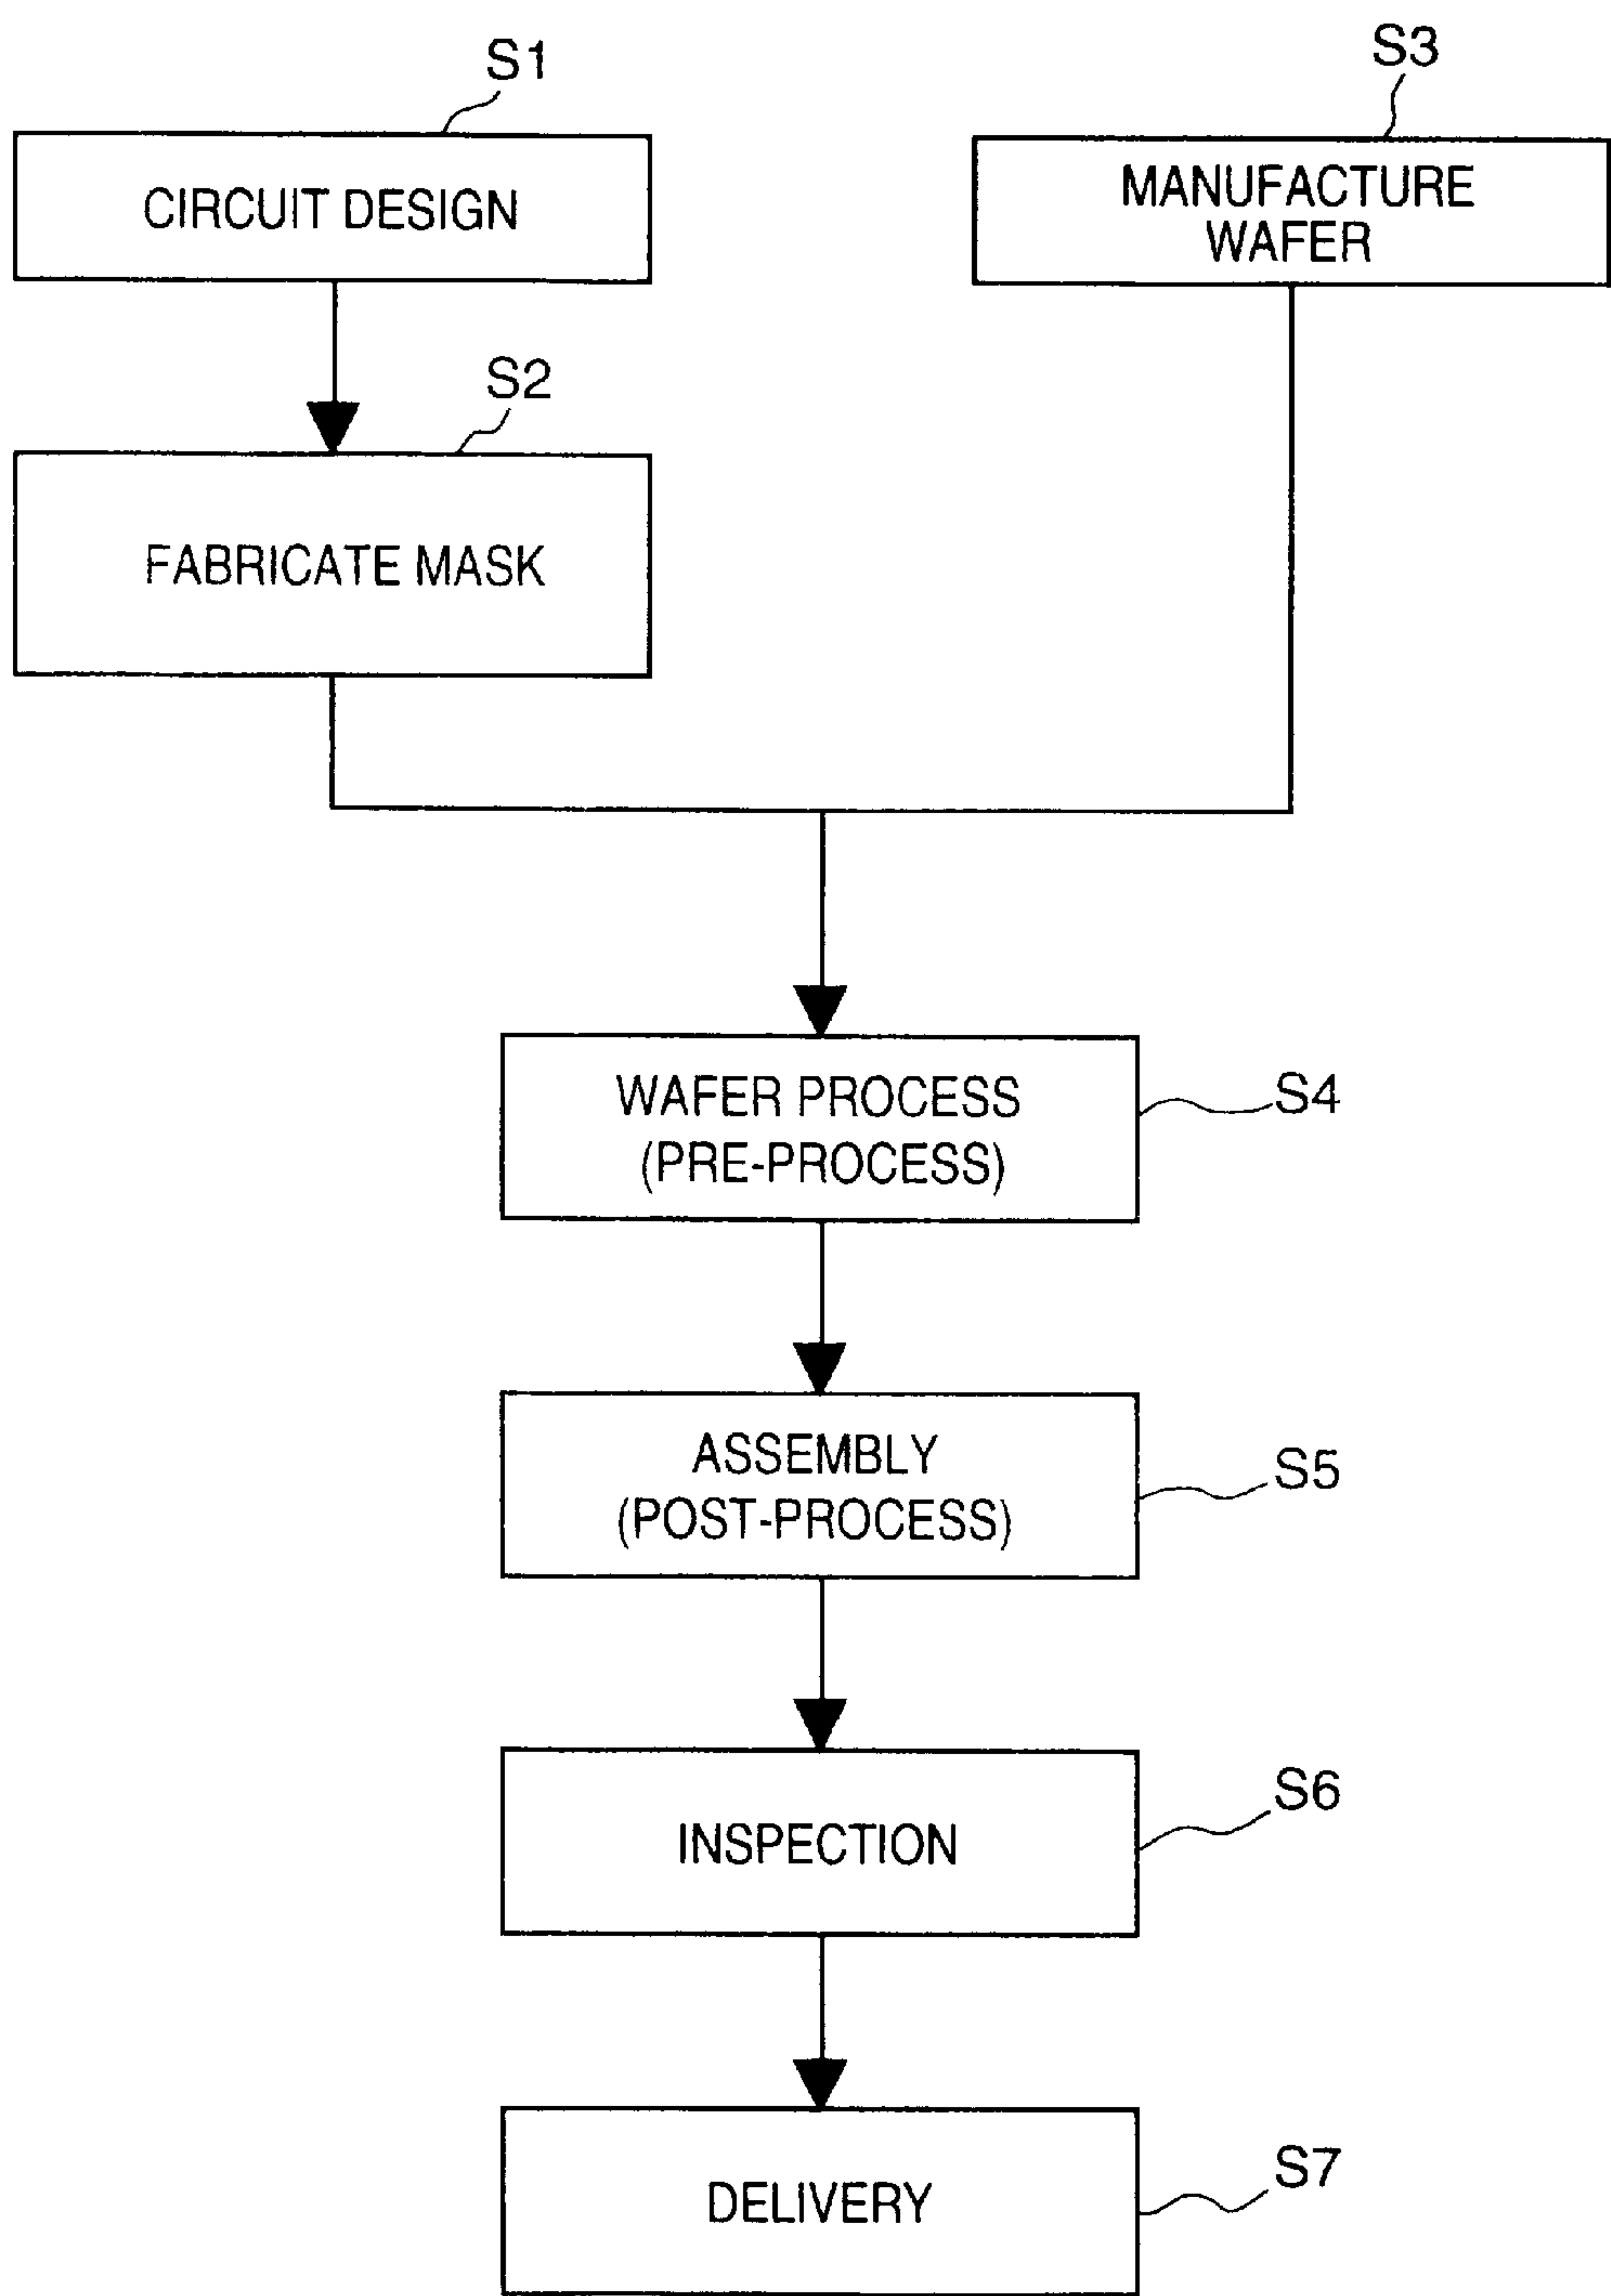 S1
CIRCUIT DESIGN
S3
MANUFACTURE
WAFER
S2
FABRICATE MASK
WAFER PROCESS
(PRE-PROCESS)
S4
ASSEMBLY
(POST-PROCESS)
S5
INSPECTION
S6
DELIVERY
S7